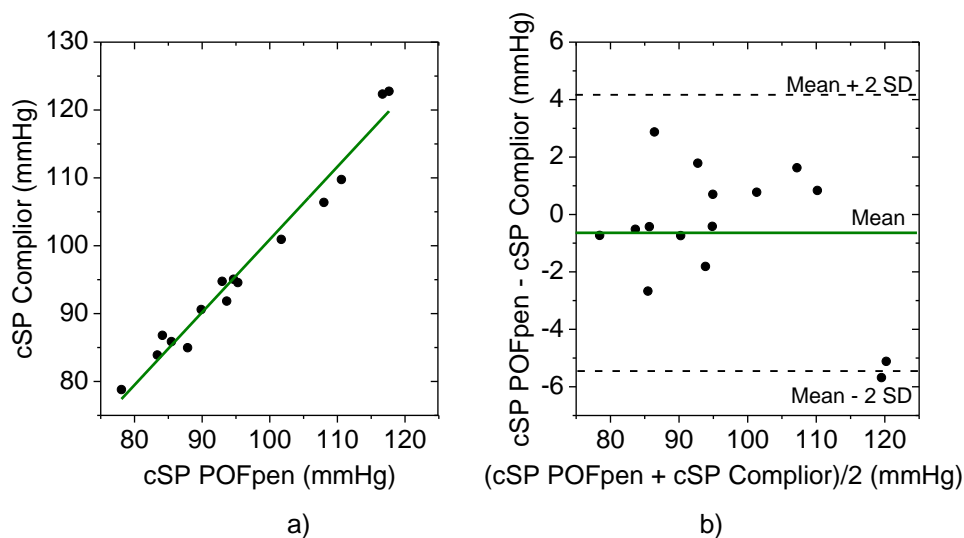 130
120
110
100
90
80
80 90 100 110 120
cSP Complior (mmHg)
cSP POFpen (mmHg)
a)
6
4
2
0
-2
-4
-6
80 90 100 110 120
cSP POFpen - cSP Complior (mmHg)
Mean + 2 SD
Mean
Mean - 2 SD
(cSP POFpen + cSP Complior)/2 (mmHg)
b)